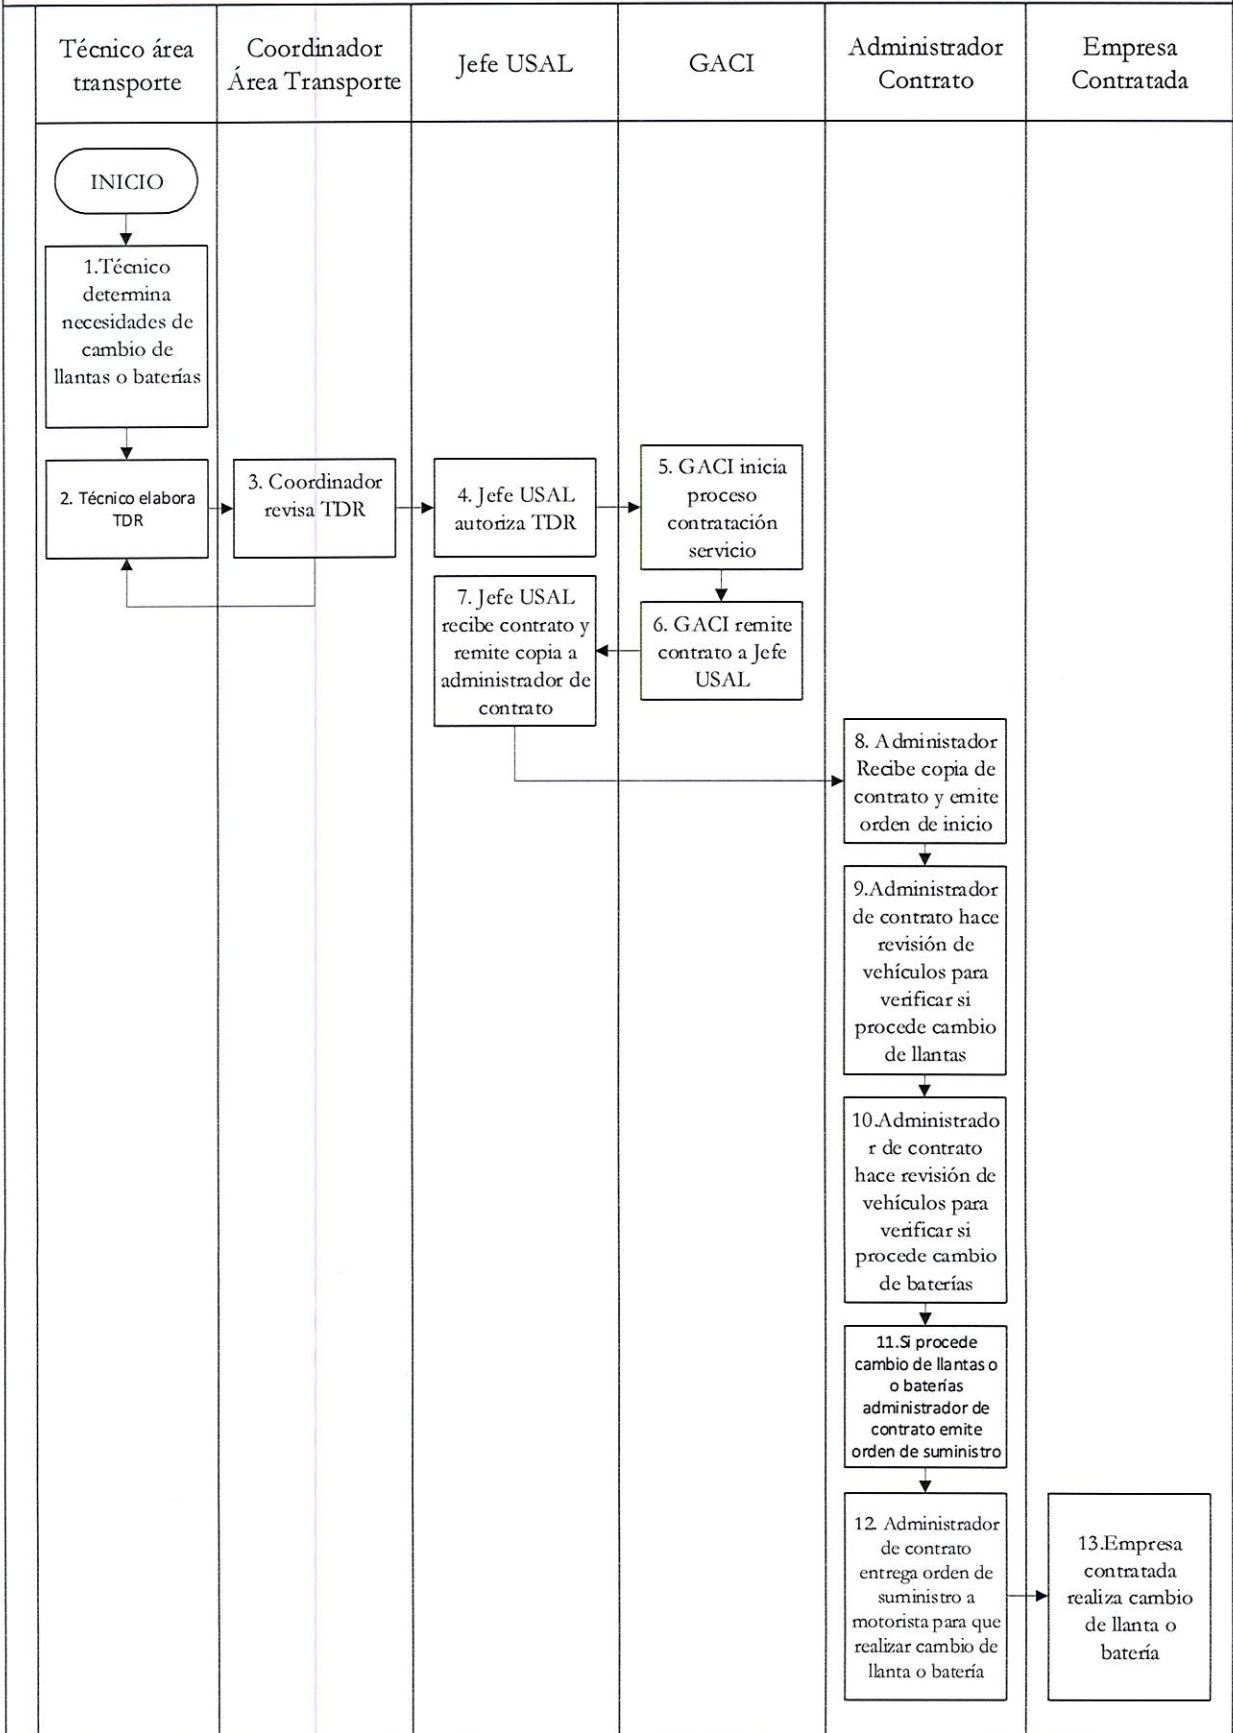 Técnico área
transporte
Coordinador
Área Transporte
Jefe USAL
GACI
Administrador
Contrato
Empresa
Contratada
INICIO
1.Técnico
determina
necesidades de
cambio de
llantas o baterías
2. Técnico elabora
TDR
3. Coordinador
revisa TDR
4. Jefe USAL
autoriza TDR
5. GACI inicia
proceso
contratación
servicio
6. GACI remite
contrato a Jefe
USAL
7. Jefe USAL
recibe contrato y
remite copia a
administrador de
contrato
8. Administador
Recibe copia de
contrato y emite
orden de inicio
9.Administrador
de contrato hace
revisión de
vehículos para
verificar si
procede cambio
de llantas
10.Administrado
r de contrato
hace revisión de
vehículos para
verificar si
procede cambio
de baterías
11.Si procede
cambio de llantas o
o baterías
administrador de
contrato emite
orden de suministro
12. Administrador
de contrato
entrega orden de
suministro a
motorista para que
realizar cambio de
llanta o batería
13.Empresa
contratada
realiza cambio
de llanta o
batería